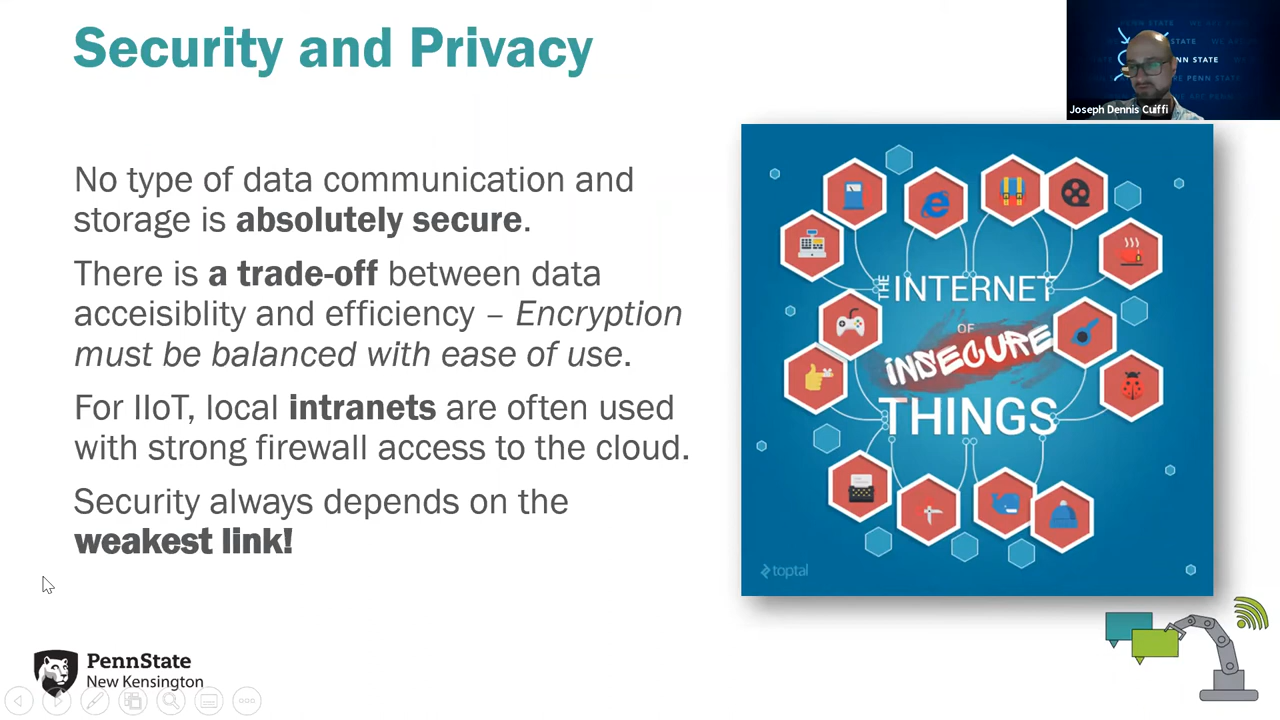 Security and Privacy
No type of data communication and
storage is absolutely secure.
There is a trade-off between data
acceisiblity and efficiency – Encryption
must be balanced with ease of use.
For IIoT, local intranets are often used
with strong firewall access to the cloud.
Security always depends on the
weakest link!
PENN STATE
Joseph Dennis Cuiffi
THE INTERNET
OF
INSECURE
THINGS
toptal
PennState
New Kensington